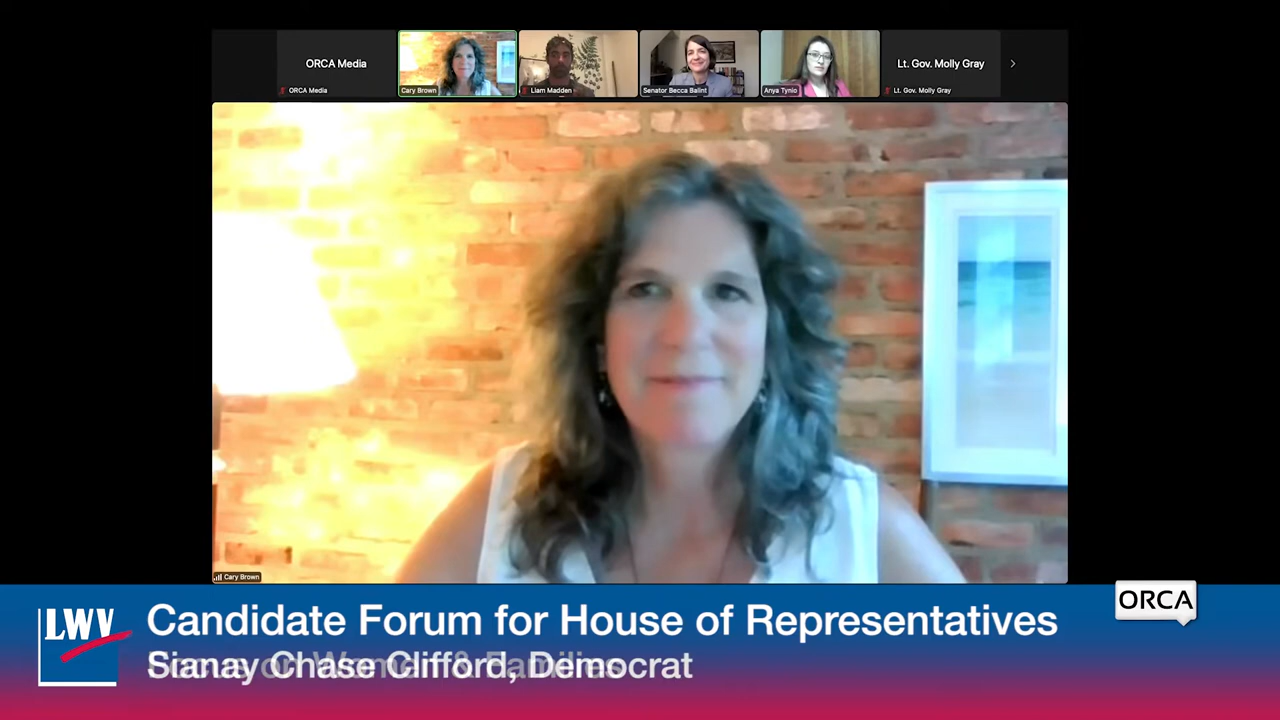 ORCA Media
Lt. Gov. Molly Gray
ORCA Media
Cary Brown
Liam Madden
Senator Becca Balint
Anya Tynio
Lt. Gov. Molly Gray
Cary Brown
ORCA
LWV
Candidate Forum for House of Representatives
Chase Clifford, Democrat